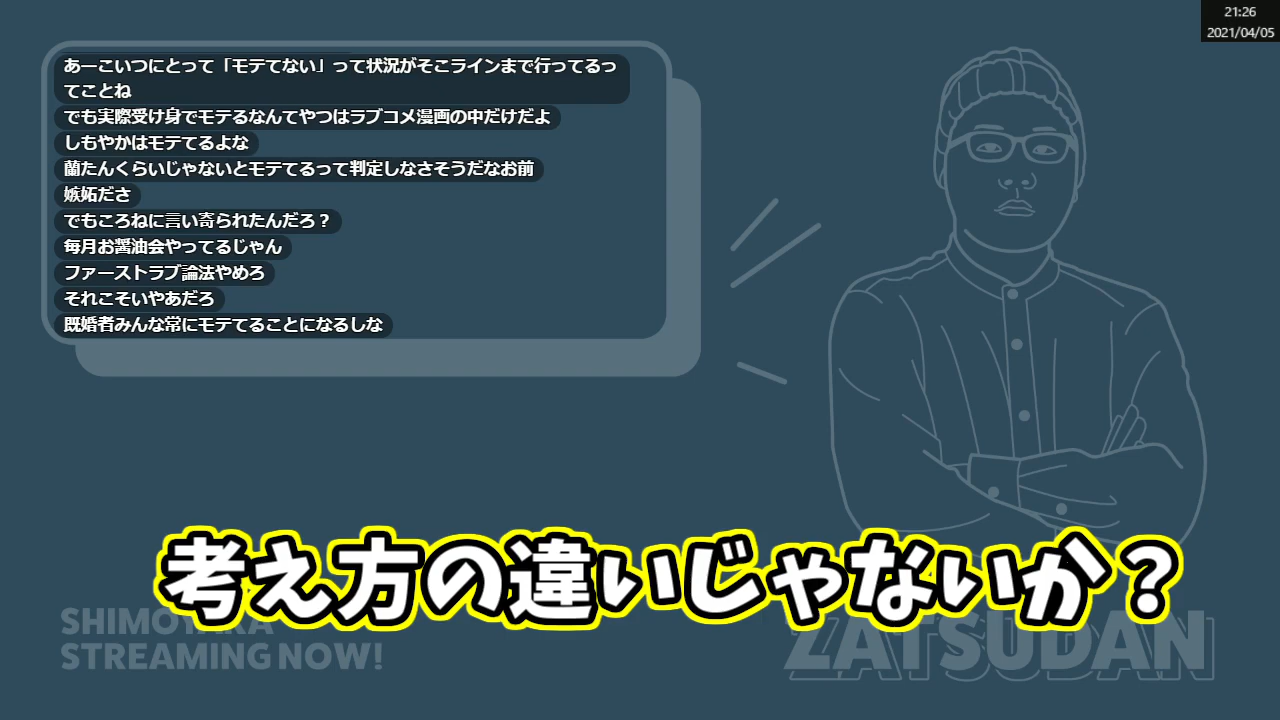 21:26
2021/04/05
あーこいつにとって「モテてない」って状況がそこラインまで行ってるっ
てことね
でも実際受け身でモテるなんてやつはラブコメ漫画の中だけだよ
しもやかはモテてるよな
蘭たんくらいじゃないとモテてるって判定しなさそうだなお前
嫉妬ださ
でもころねに言い寄られたんだろ？
毎月お醤油会やってるじゃん
ファーストラブ論法やめろ
それこそいやあだろ
既婚者みんな常にモテてることになるしな
考え方の違いじゃないか？
SHIMOYAKA
STREAMING NOW!
ZATSUDAN